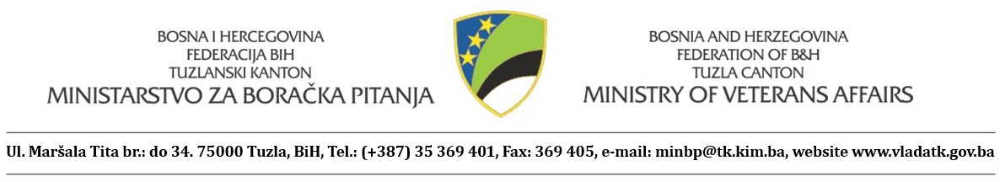 BOSNA I HERCEGOVINA
FEDERACIJA BIH
TUZLANSKI KANTON
MINISTARSTVO ZA BORAČKA PITANJA
BOSNIA AND HERZEGOVINA
FEDERATION OF B&H
TUZLA CANTON
MINISTRY OF VETERANS AFFAIRS
Ul. Maršala Tita br.: do 34. 75000 Tuzla, BiH, Tel.: (+387) 35 369 401, Fax: 369 405, e-mail: minbp@tk.kim.ba, website www.vladatk.gov.ba